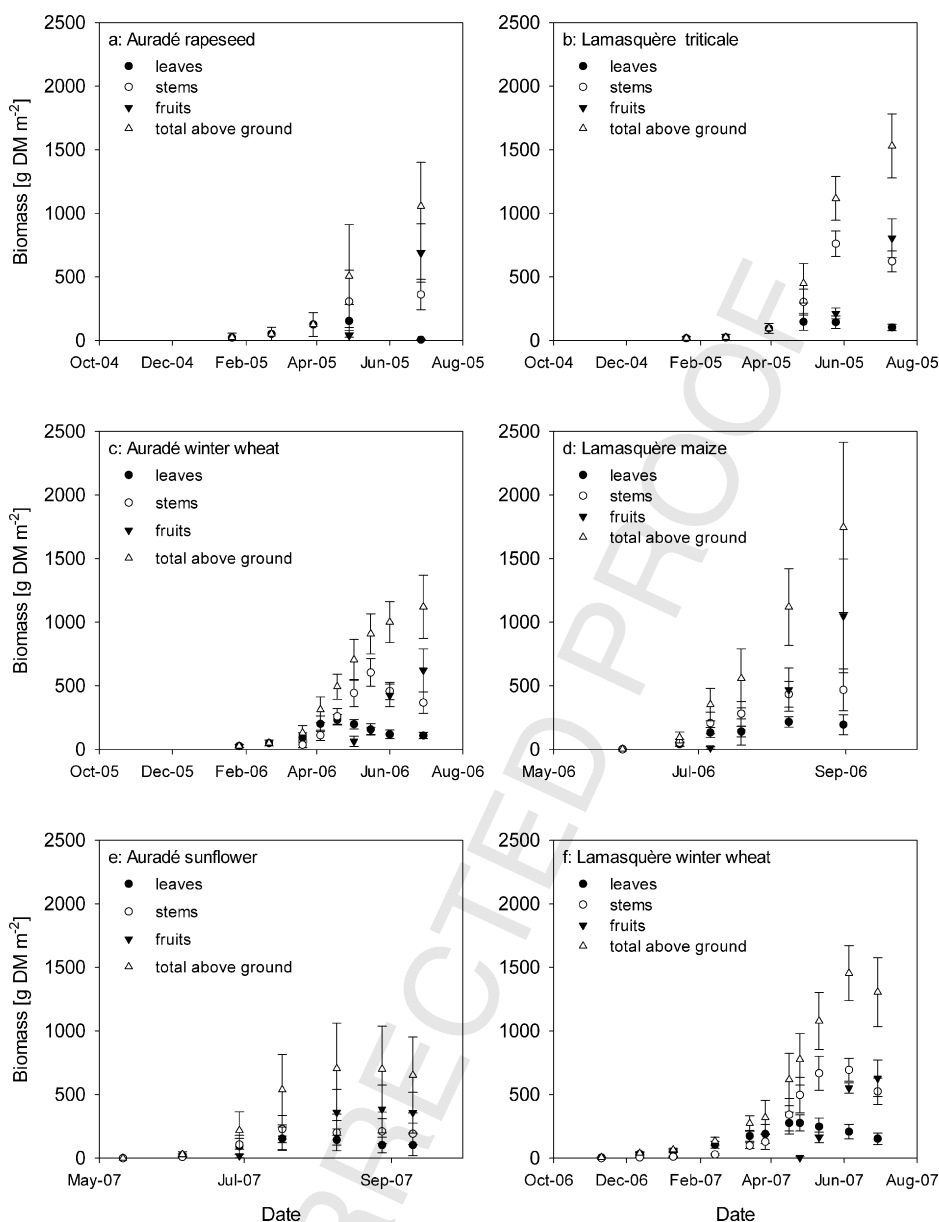 2500
2000
1500
1000
500
0
Biomass [g DM m-2]
a: Auradé rapeseed
leaves
stems
fruits
total above ground
Oct-04 Dec-04 Feb-05 Apr-05 Jun-05 Aug-05
2500
2000
1500
1000
500
0
b: Lamasquère triticale
leaves
stems
fruits
total above ground
Oct-04 Dec-04 Feb-05 Apr-05 Jun-05 Aug-05
2500
2000
1500
1000
500
0
Biomass [g DM m-2]
c: Auradé winter wheat
leaves
stems
fruits
total above ground
Oct-05 Dec-05 Feb-06 Apr-06 Jun-06 Aug-06
2500
2000
1500
1000
500
0
d: Lamasquère maize
leaves
stems
fruits
total above ground
May-06 Jul-06 Sep-06
2500
2000
1500
1000
500
0
Biomass [g DM m-2]
e: Auradé sunflower
leaves
stems
fruits
total above ground
May-07 Jul-07 Sep-07
Date
2500
2000
1500
1000
500
0
f: Lamasquère winter wheat
leaves
stems
fruits
total above ground
Oct-06 Dec-06 Feb-07 Apr-07 Jun-07 Aug-07
Date
RRECTED PROOF